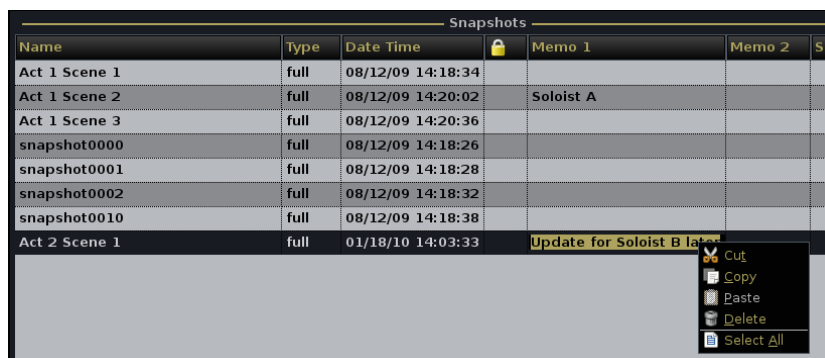 Snapshots
Name Type Date Time Memo 1 Memo 2 S
Act 1 Scene 1 full 08/12/09 14:18:34
Act 1 Scene 2 full 08/12/09 14:20:02 Soloist A
Act 1 Scene 3 full 08/12/09 14:20:36
snapshot0000 full 08/12/09 14:18:26
snapshot0001 full 08/12/09 14:18:28
snapshot0002 full 08/12/09 14:18:32
snapshot0010 full 08/12/09 14:18:38
Act 2 Scene 1 full 01/18/10 14:03:33 Update for Soloist B later
Cut
Copy
Paste
Delete
Select All